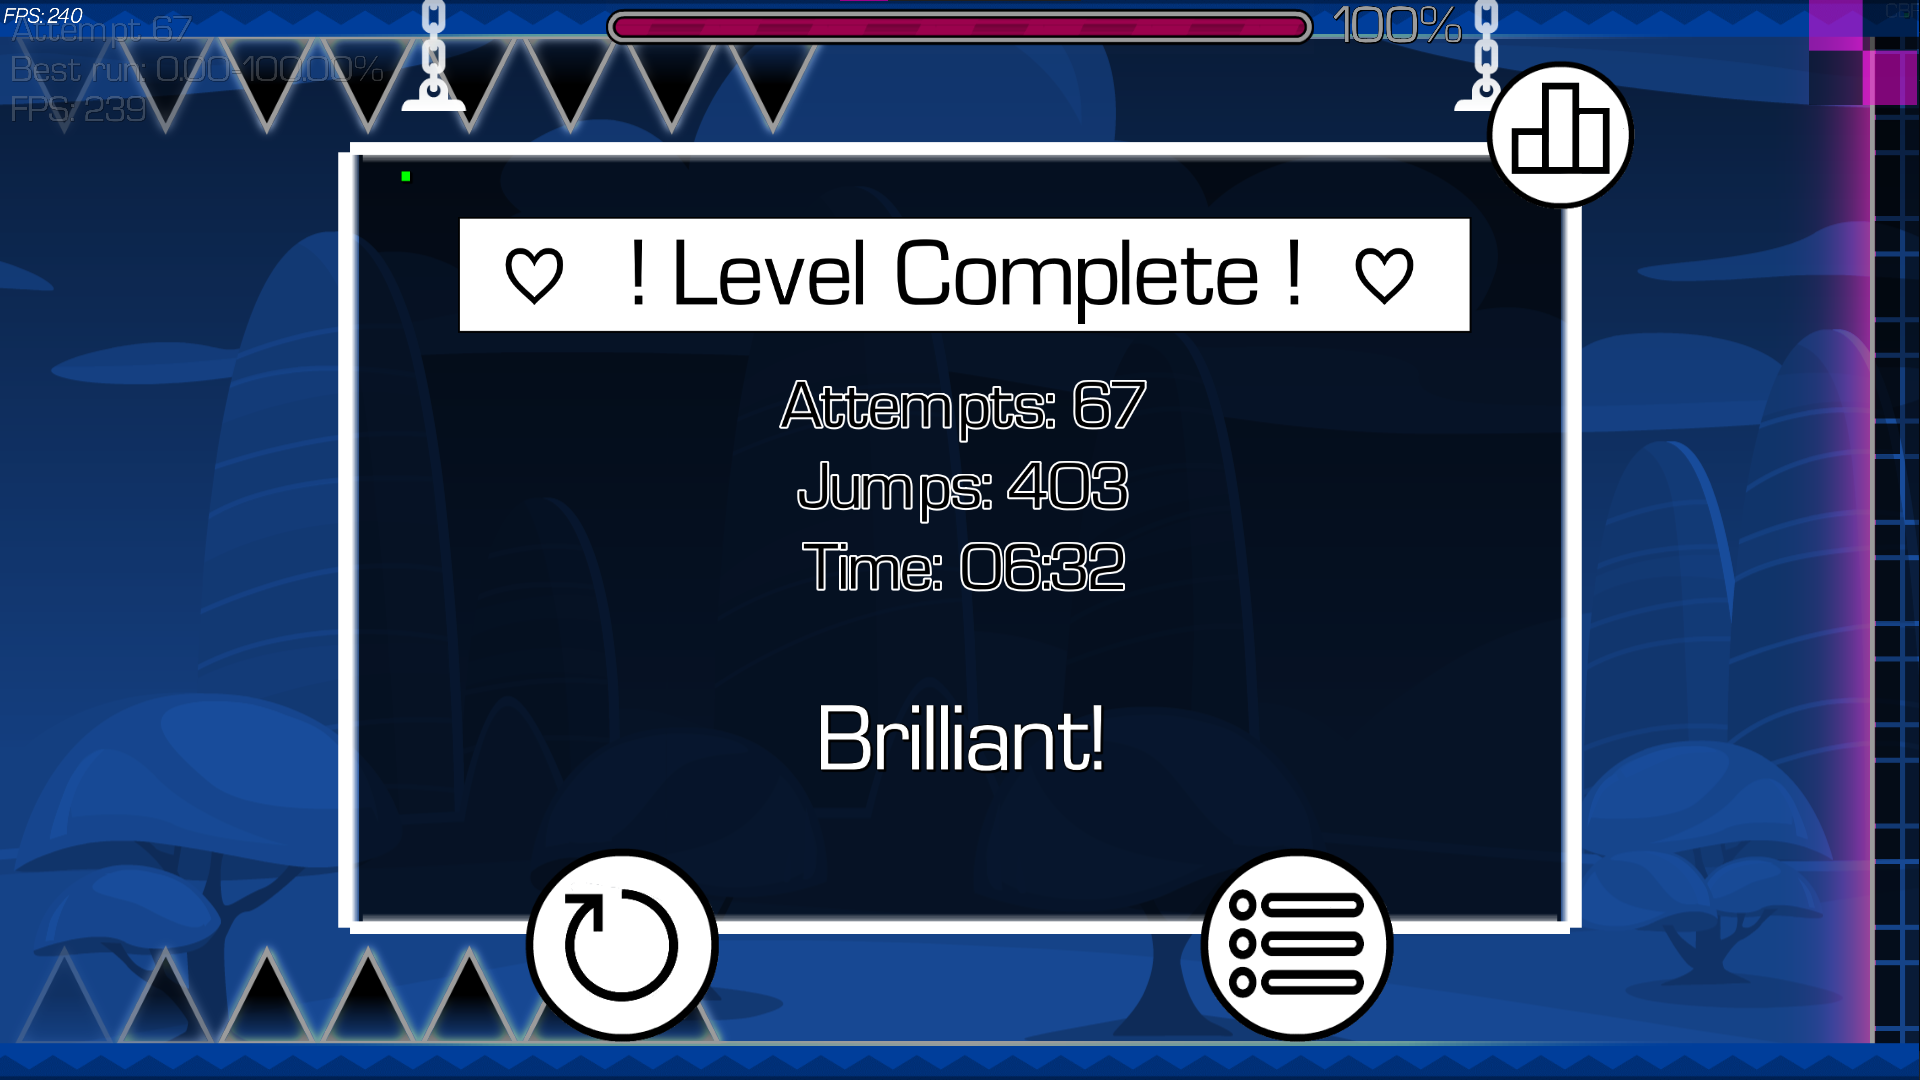 FPS: 240
Attempt 67
Best run: 0.00-100.00%
FPS: 239
100%
! Level Complete !
Attempts: 67
Jumps: 403
Time: 06:32
Brilliant!